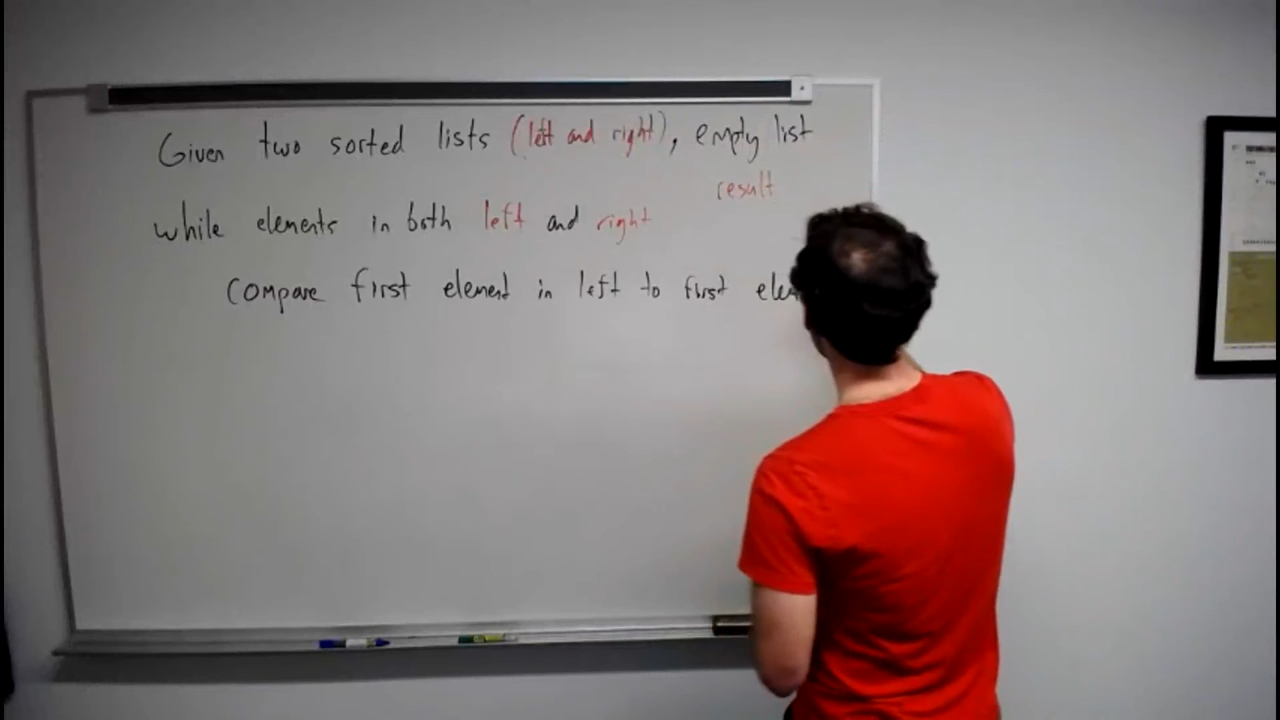 Given two sorted lists (left and right), empty list
result
while elements in both left and right
compare first element in left to first